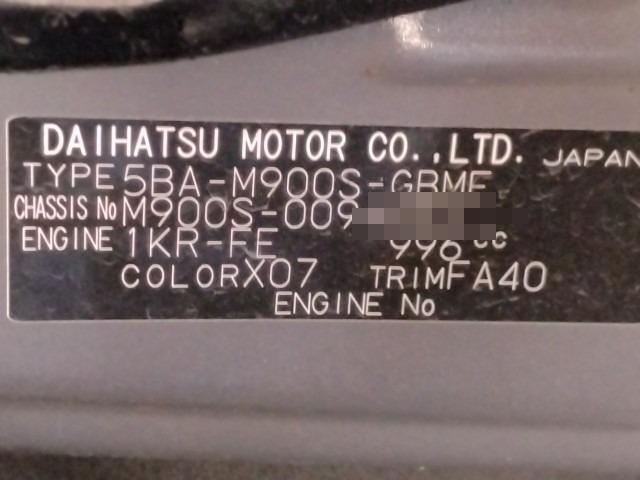 DAIHATSU MOTOR CO.,LTD. JAPAN
TYPE 5BA-M900S-GBME
CHASSIS No M900S-009
ENGINE 1KR-FE 996 cc
COLOR X07 TRIM FA40
ENGINE No